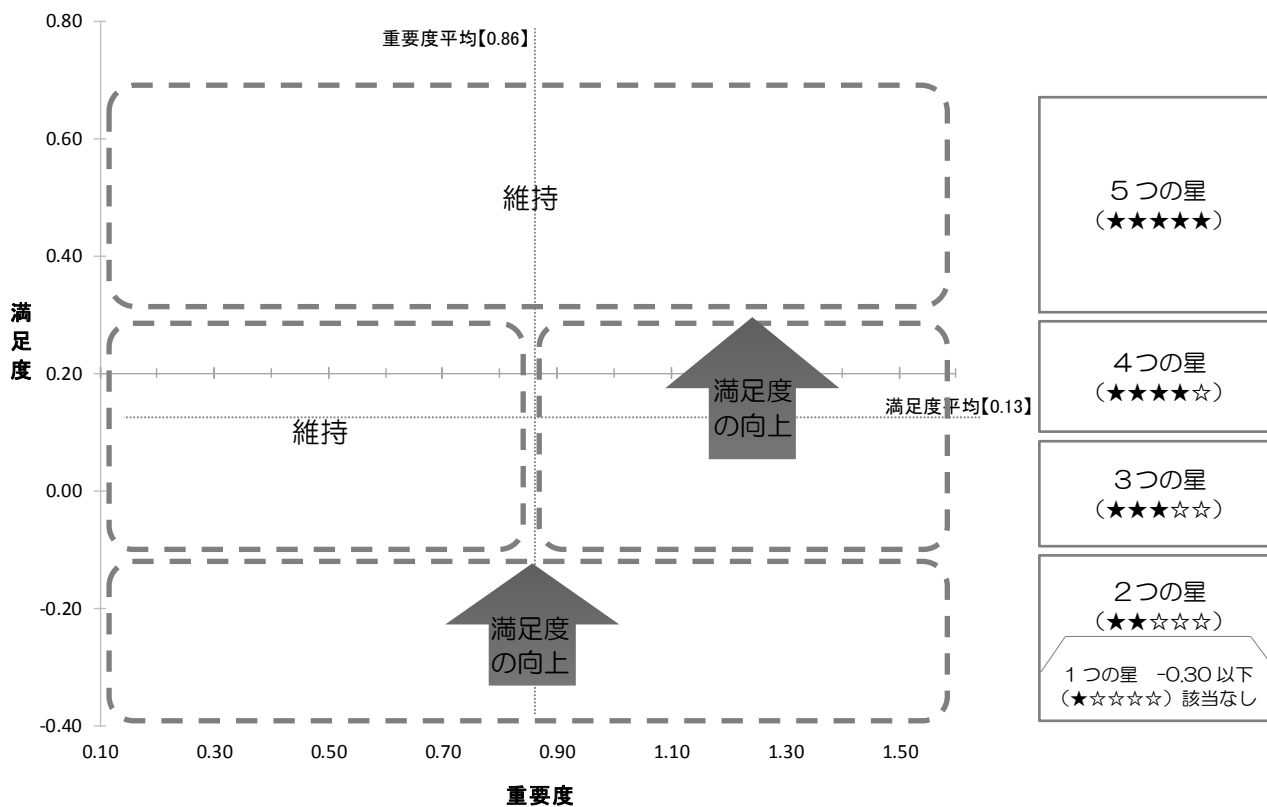 0.80
重要度平均【0.86】
0.60
維持
0.40
満足度
0.20
満足度
の向上
満足度平均【0.13】
維持
0.00
-0.20
満足度
の向上
-0.40
0.10
0.30
0.50
0.70
0.90
1.10
1.30
1.50
重要度
5つの星
（★★★★★）
4つの星
（★★★★☆）
3つの星
（★★★☆☆）
2つの星
（★★☆☆☆）
1つの星　-0.30以下
（★☆☆☆☆）該当なし